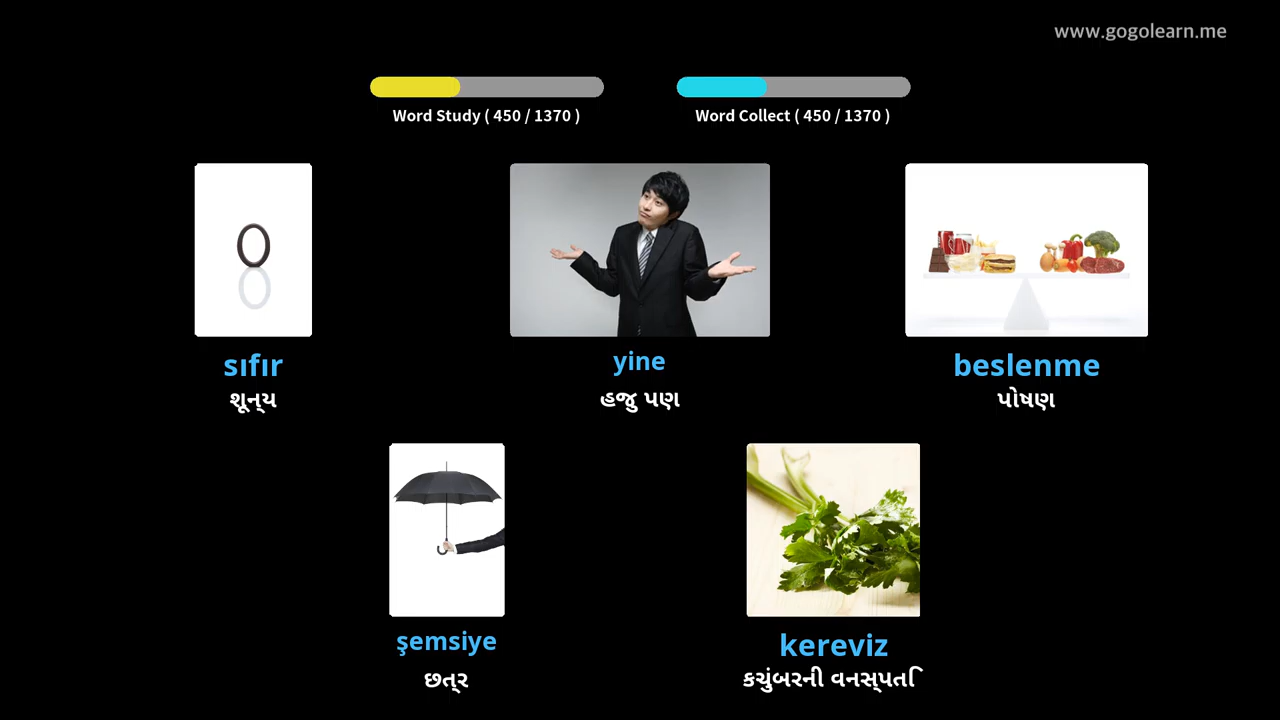 www.gogolearn.me
Word Study ( 450 / 1370 )
Word Collect ( 450 / 1370 )
sıfır
શૂન્ય
yine
હજુ પણ
beslenme
પોષણ
şemsiye
છત્ર
kereviz
કચુંબરની વનસ્પતિ